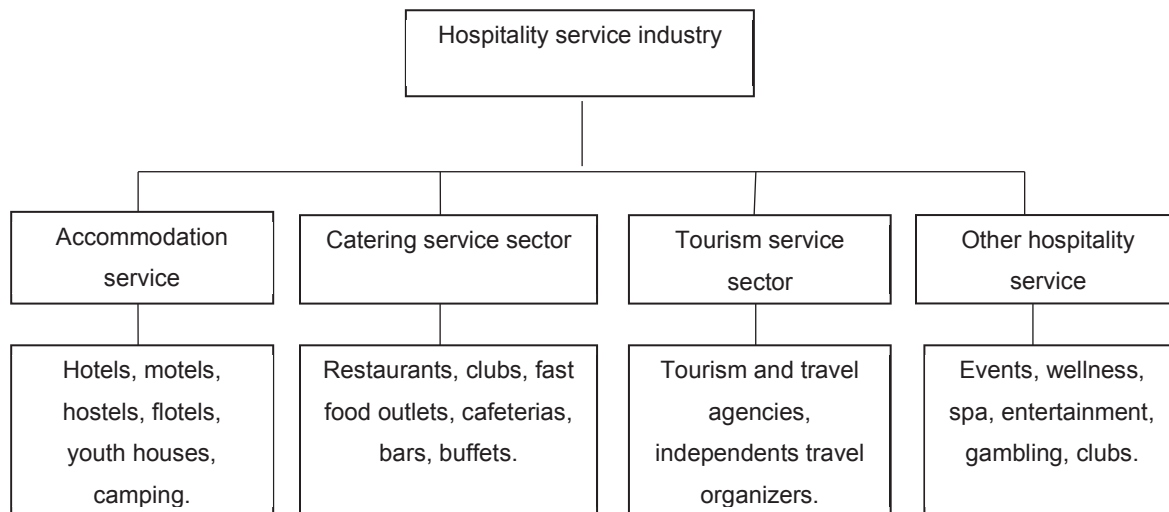 Hospitality service industry
Accommodation
service
Catering service sector
Tourism service
sector
Other hospitality
service
Hotels, motels,
hostels, flotels,
youth houses,
camping.
Restaurants, clubs, fast
food outlets, cafeterias,
bars, buffets.
Tourism and travel
agencies,
independents travel
organizers.
Events, wellness,
spa, entertainment,
gambling, clubs.